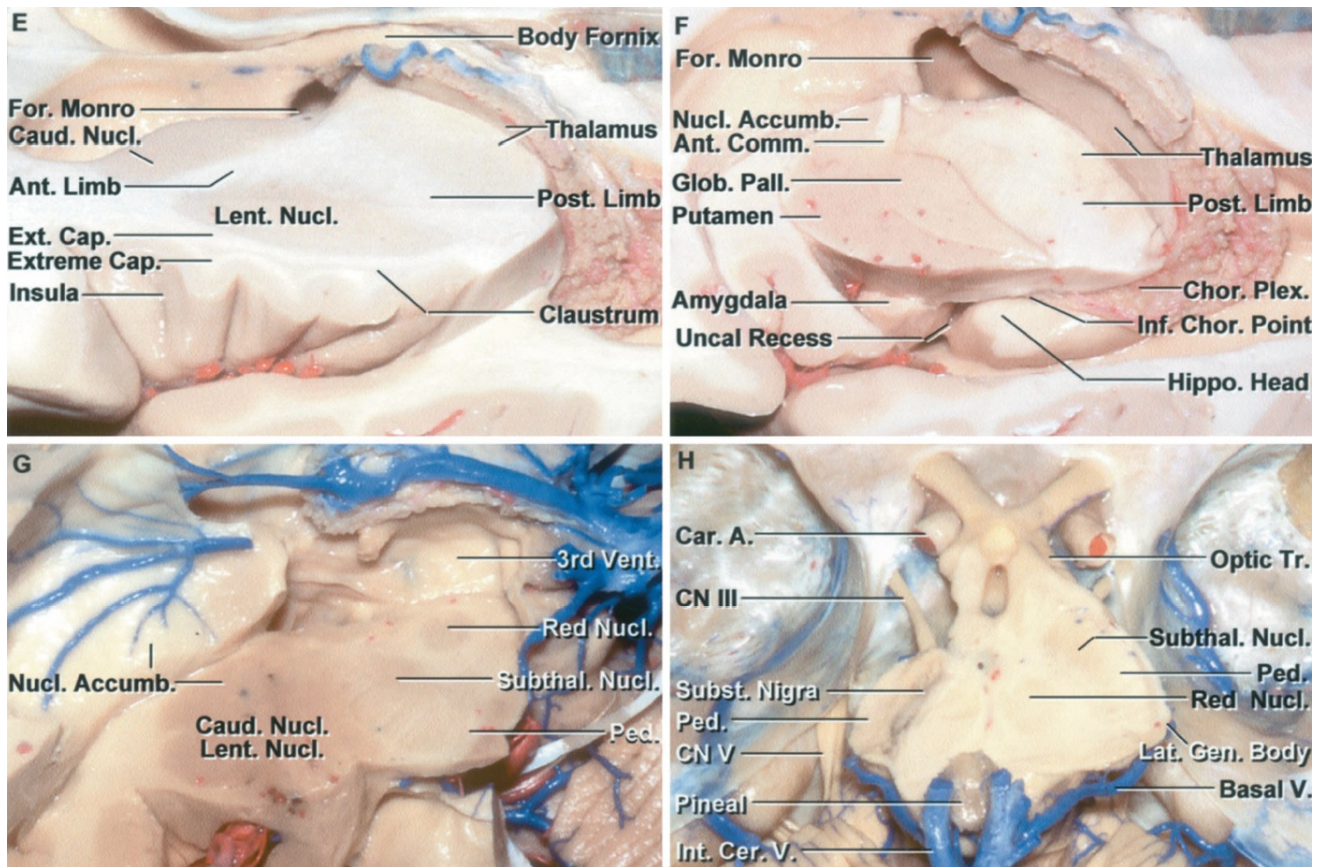 E
Body Fornix
For. Monro
Caud. Nucl.
Thalamus
Ant. Limb
Post. Limb
Lent. Nucl.
Ext. Cap.
Extreme Cap.
Insula
Claustrum
F
For. Monro
Nucl. Accumb.
Ant. Comm.
Thalamus
Glob. Pall.
Post. Limb
Putamen
Amygdala
Chor. Plex.
Uncal Recess
Inf. Chor. Point
Hippo. Head
G
3rd Vent.
Red Nucl.
Nucl. Accumb.
Subthal. Nucl.
Caud. Nucl.
Lent. Nucl.
Ped.
H
Car. A.
Optic Tr.
CN III
Subthal. Nucl.
Subst. Nigra
Ped.
Red Nucl.
Ped.
CN V
Lat. Gen. Body
Pineal
Basal V.
Int. Cer. V.